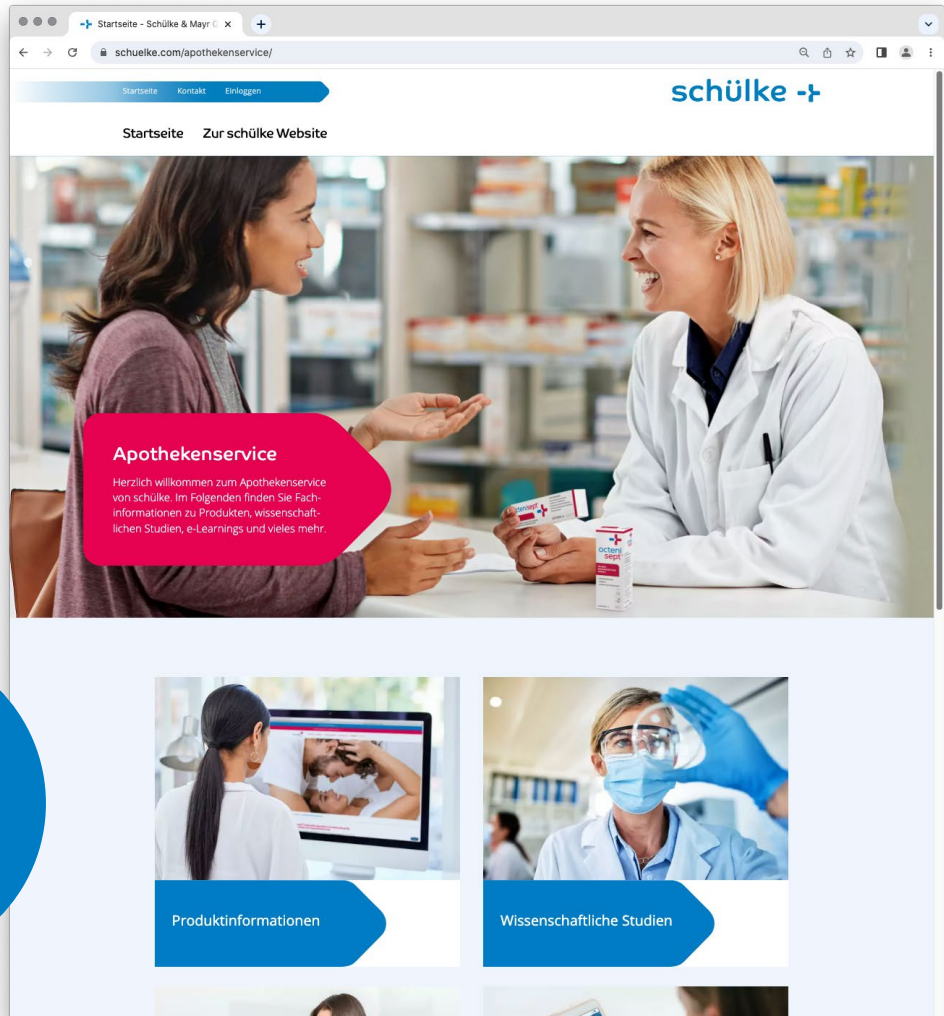 Startseite - Schülke & Mayr G
schuelke.com/apothekenservice/
Startseite Kontakt Einloggen
schülke
Startseite Zur schülke Website
Apothekenservice
Herzlich willkommen zum Apothekenservice
von schülke. Im Folgenden finden Sie Fach-
informationen zu Produkten, wissenschaft-
lichen Studien, e-Learnings und vieles mehr.
octenisept
octeni
sept
Produktinformationen
Wissenschaftliche Studien